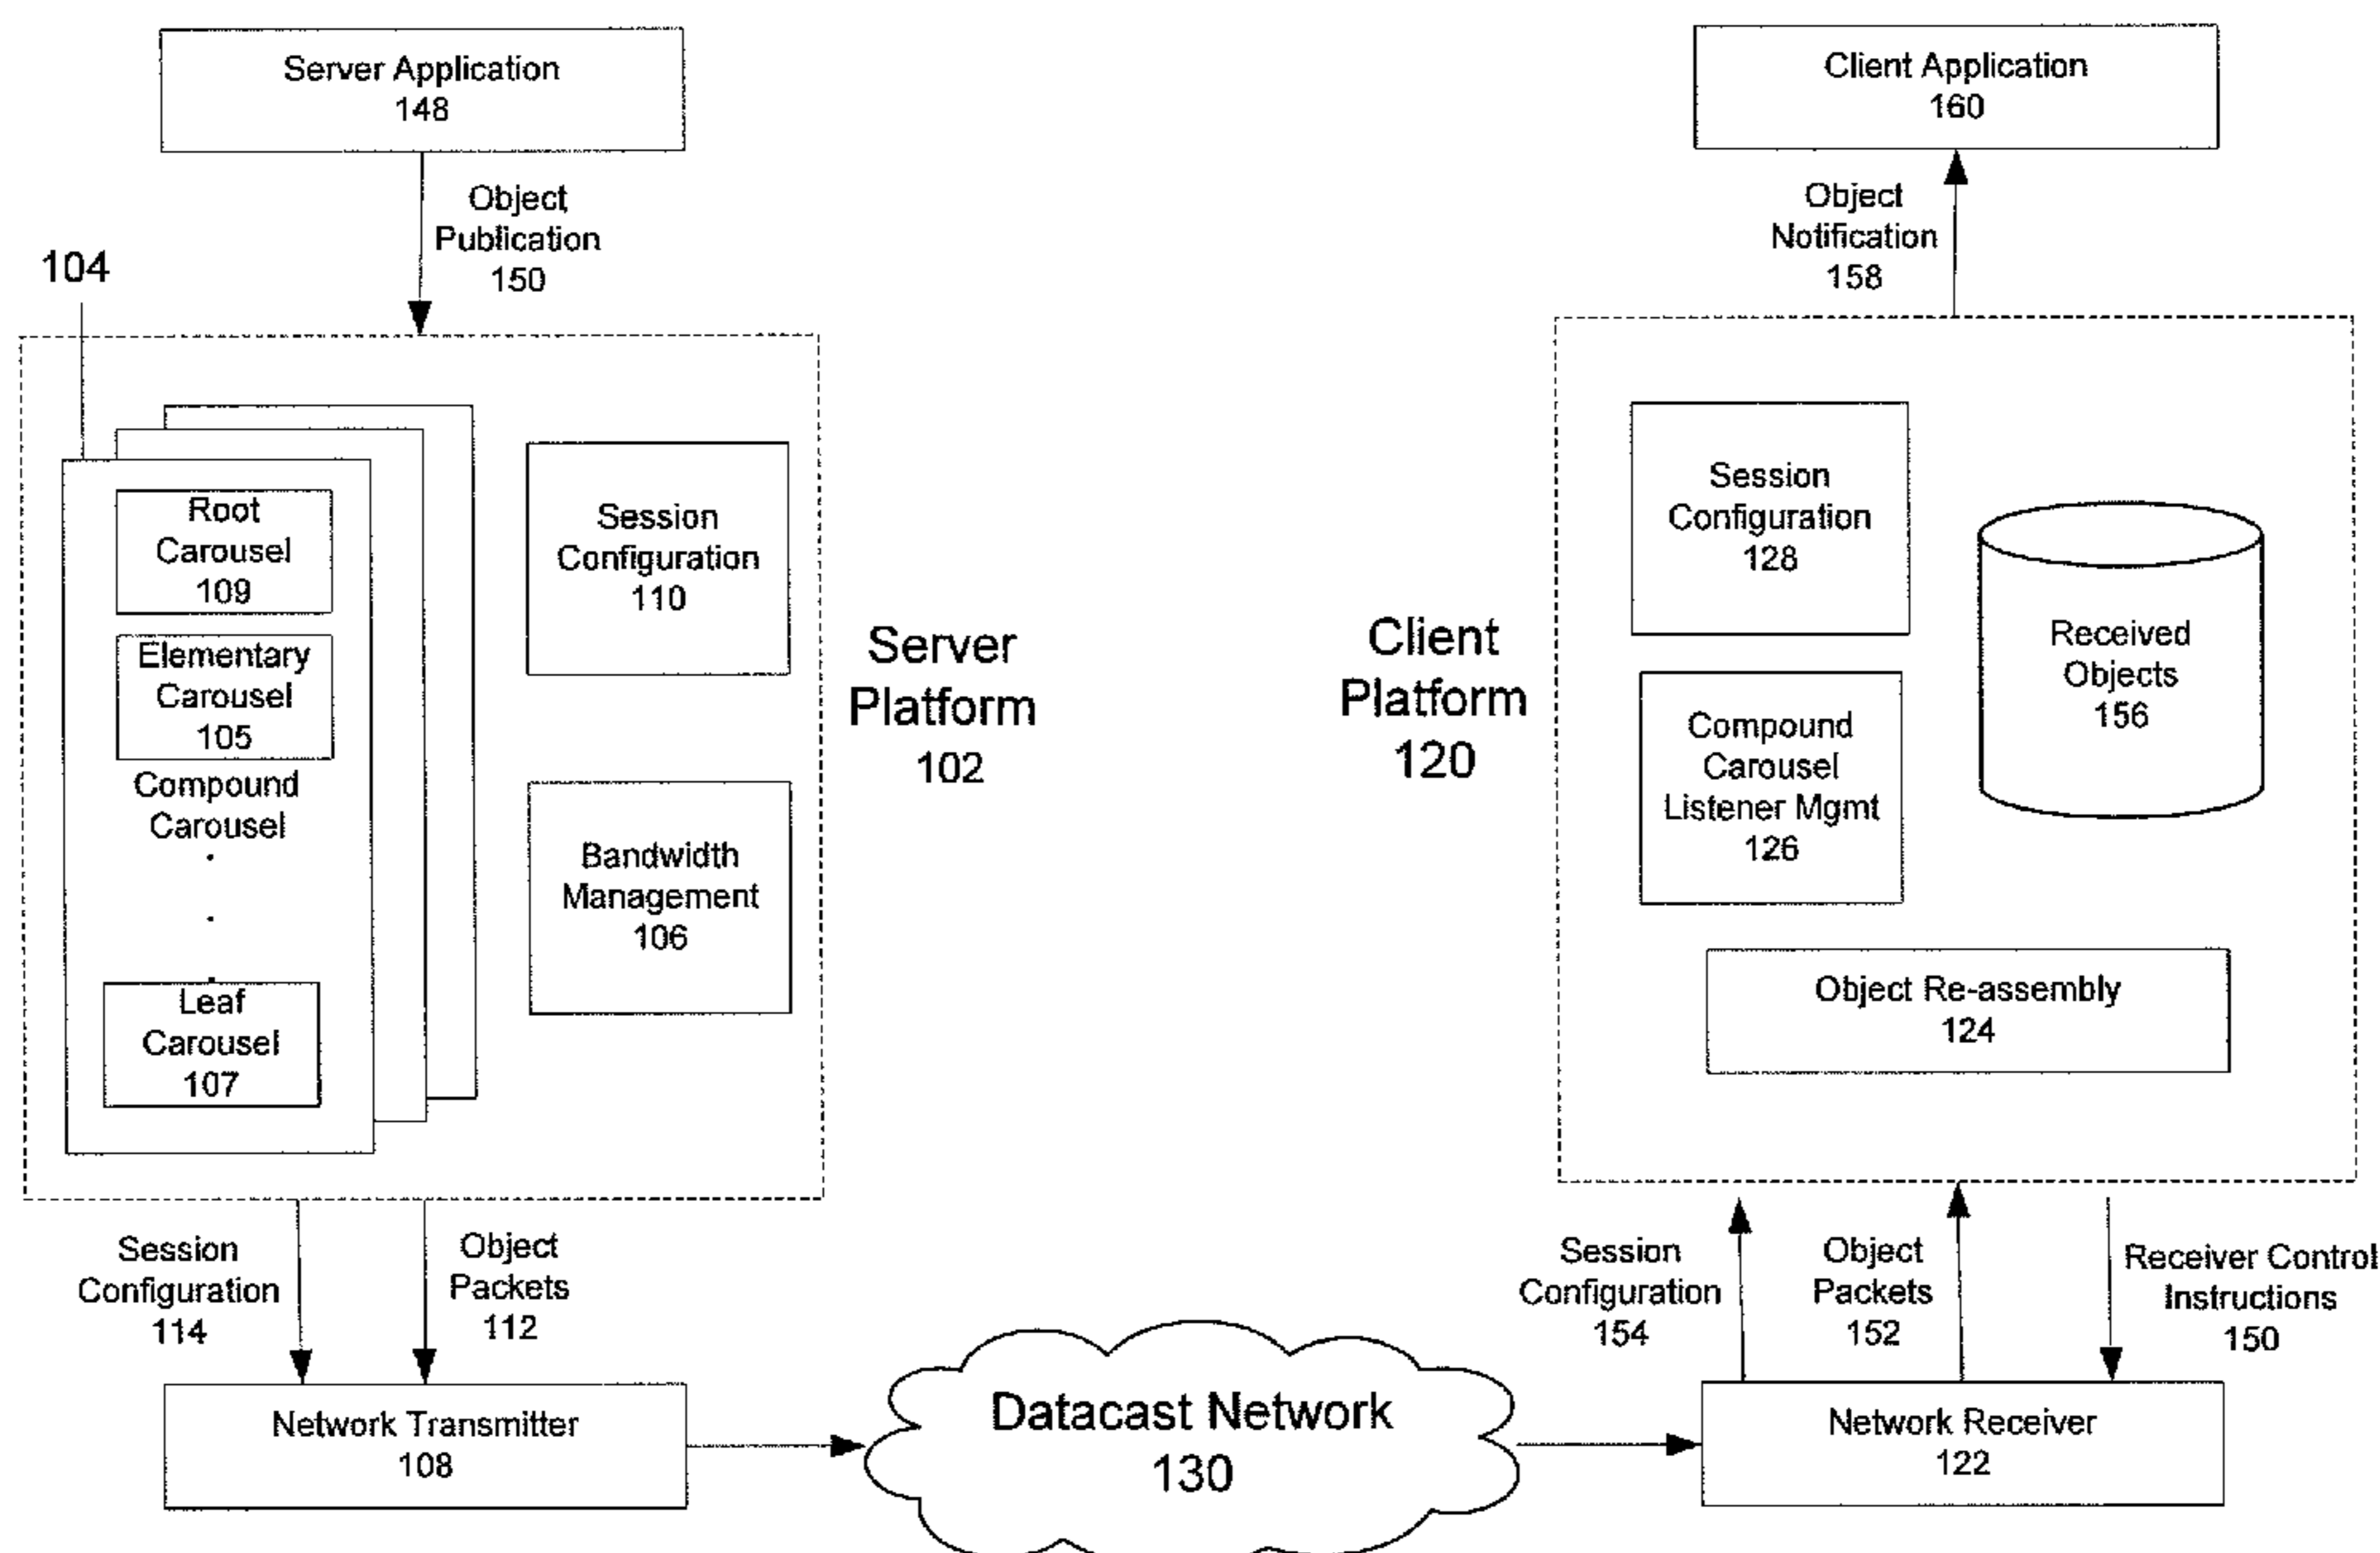 Server Application
148
Object
Publication
150
104
Root
Carousel
109
Elementary
Carousel
105
Compound
Carousel
Leaf
Carousel
107
Session
Configuration
110
Bandwidth
Management
106
Server
Platform
102
Session
Configuration
114
Object
Packets
112
Network Transmitter
108
Datacast Network
130
Client Application
160
Object
Notification
158
Client
Platform
120
Session
Configuration
128
Compound
Carousel
Listener Mgmt
126
Received
Objects
156
Object Re-assembly
124
Session
Configuration
154
Object
Packets
152
Receiver Control
Instructions
150
Network Receiver
122